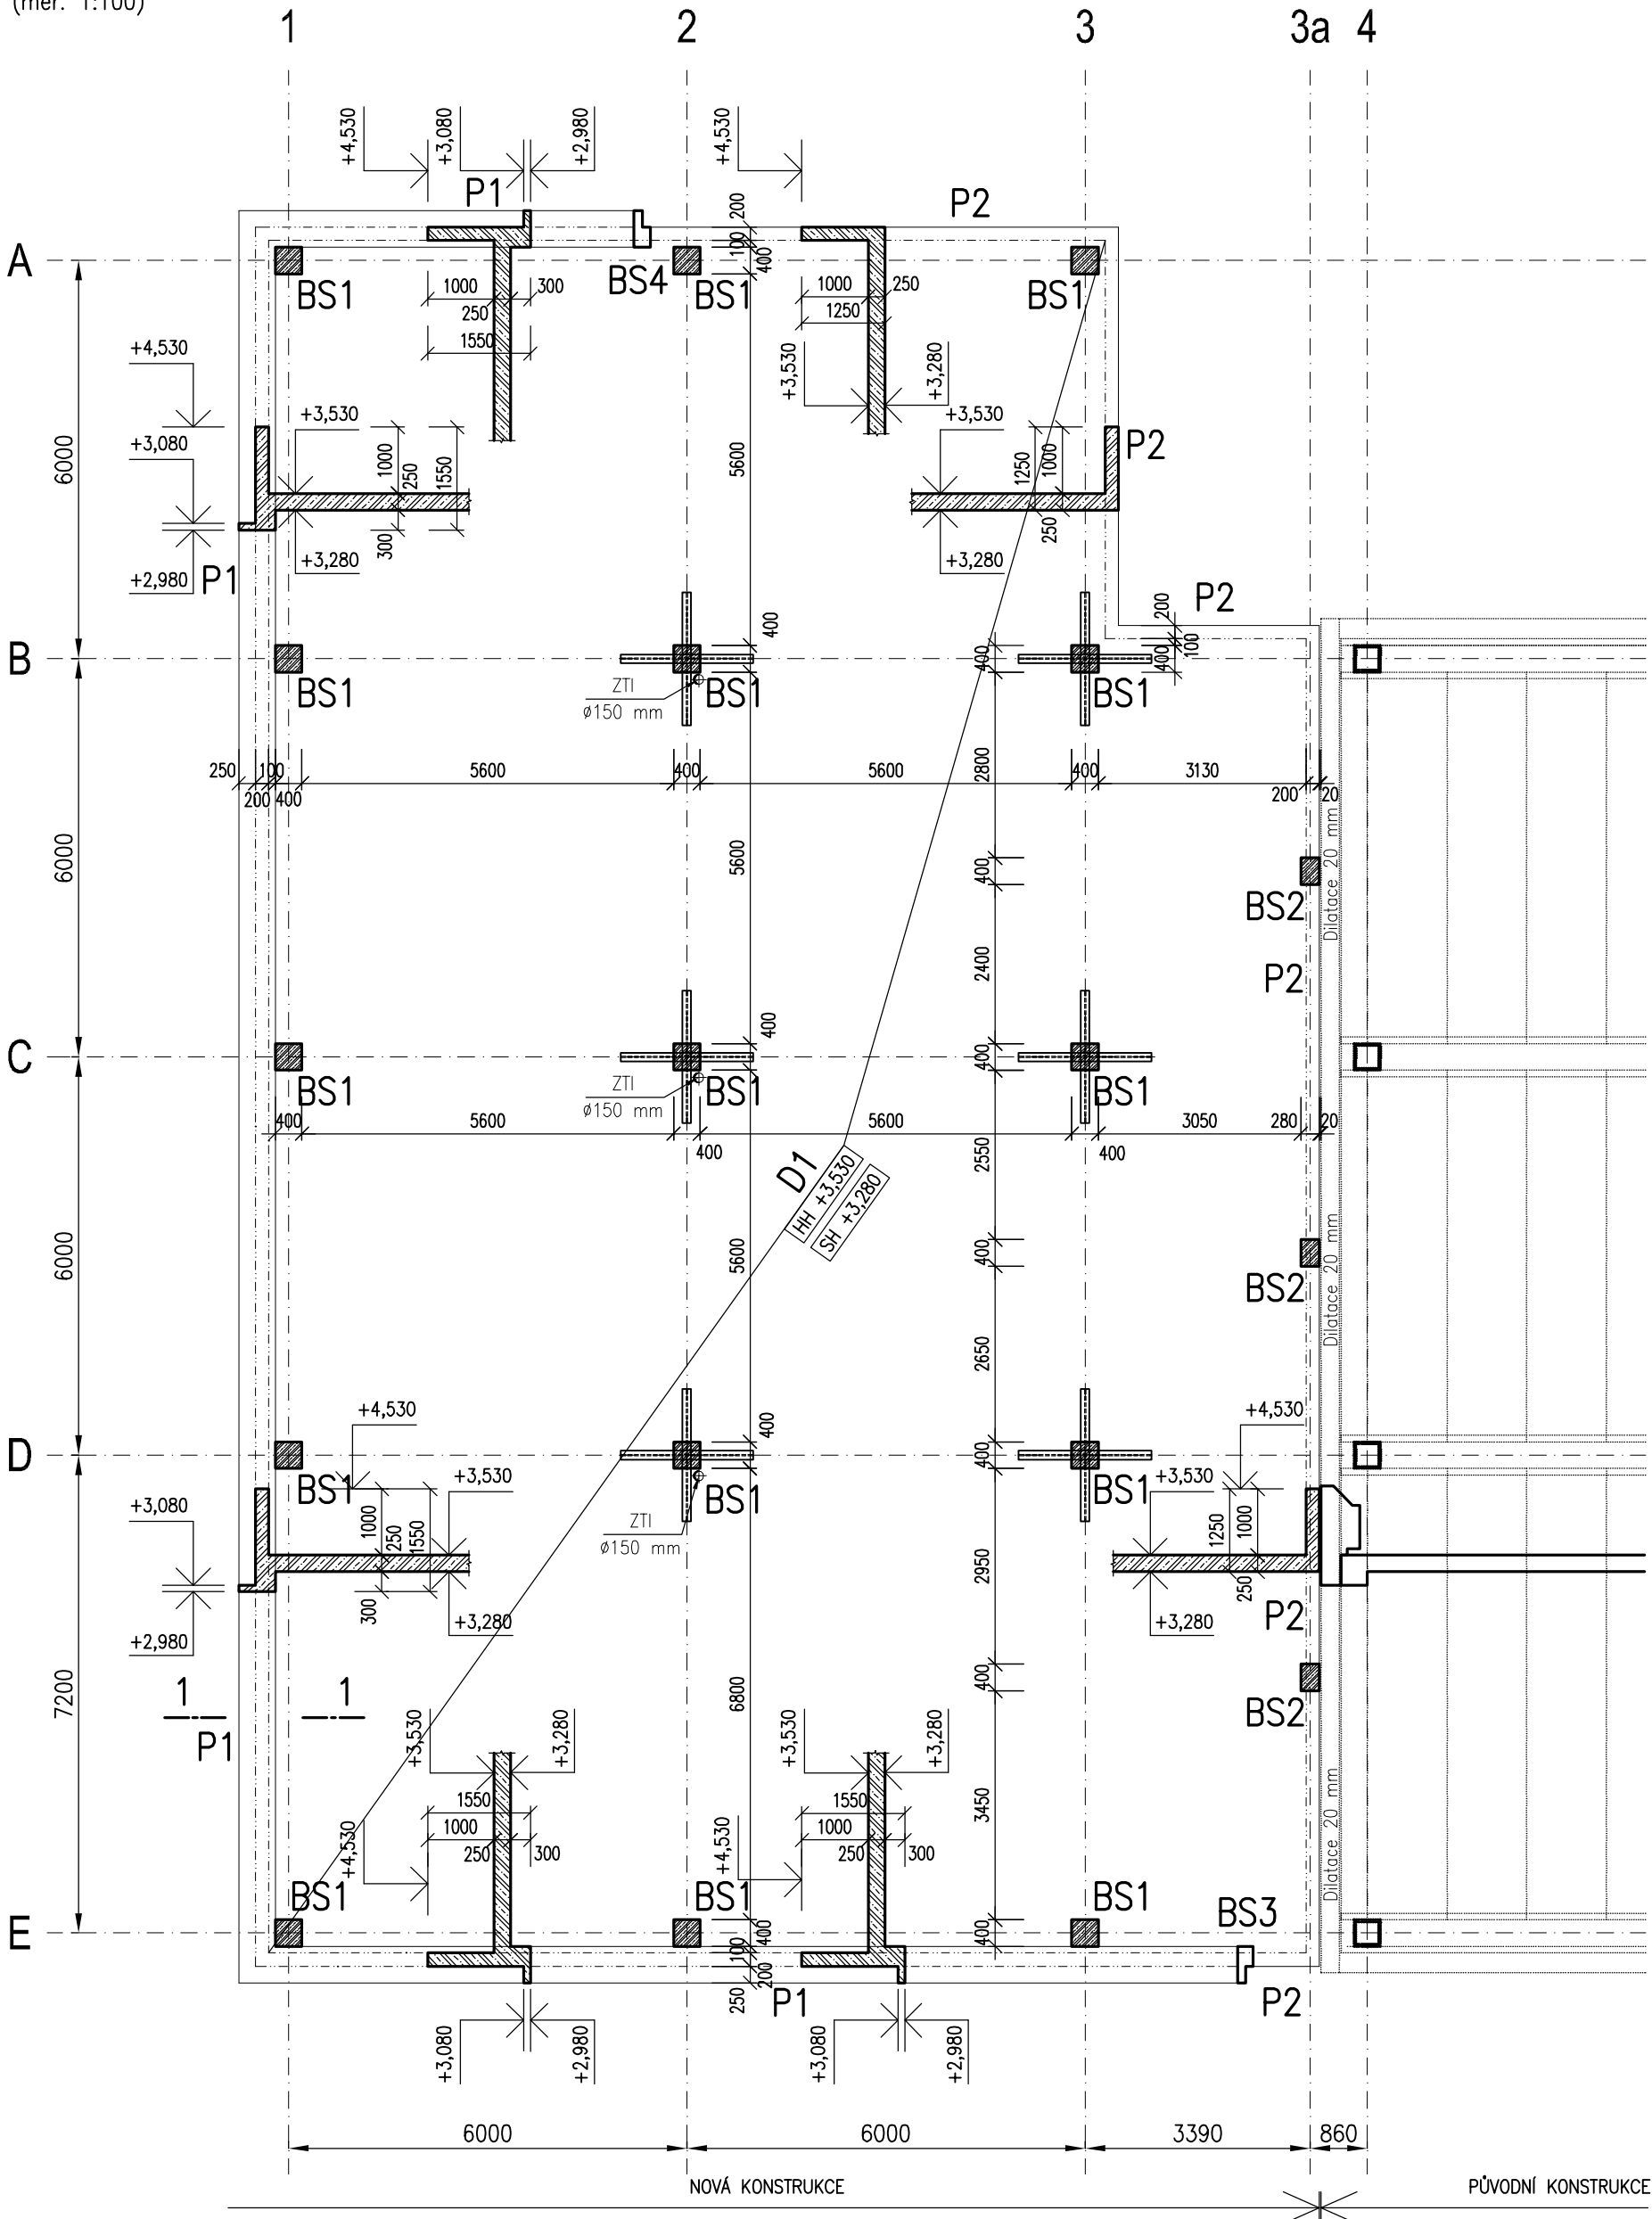 (měř. 1:100)
1 2 3 3a 4
+4,530 +3,080 +2,980 +4,530
P1 P2
200
100
400
A
BS1 BS4 BS1 BS1
1000 300 1000 250
250 1250
1550
+4,530
+3,530 +3,280
+3,530 +3,530
+3,080
6000
1000 250 1550
5600
1250 1000
P2
300 250
+3,280 +3,280
+2,980 P1
P2
200
100
400
400 400
B
BS1 BS1 BS1
ZTI
ø150 mm
250 100 5600 400 5600 400 2800 3130
200 400 200 20
6000
5600
Dilatace 20 mm
400
BS2
2400
P2
400
400
C
BS1 BS1 BS1
ZTI
ø150 mm
400 5600 5600 3050 280 20
400 400
2550
D1
HH +3,530
SH +3,280
6000
5600
400
BS2
Dilatace 20 mm
2650
+4,530 400 +4,530
400
D
BS1 +3,530 BS1 BS1 +3,530
+3,080
1000 250 1550
ZTI
ø150 mm
2950
1250 1000
300 250
+3,280 P2 +3,280
+2,980
1 1
400
BS2
7200
6800
P1
+3,530 +3,280 +3,530 +3,280
1550 1550
3450
1000 1000
+4,530 250 300 +4,530 250 300
Dilatace 20 mm
BS1 BS1 BS1 BS3
E
400
400
100
200
250
P1 P2
+3,080 +2,980 +3,080 +2,980
6000 6000 3390 860
NOVÁ KONSTRUKCE PŮVODNÍ KONSTRUKCE